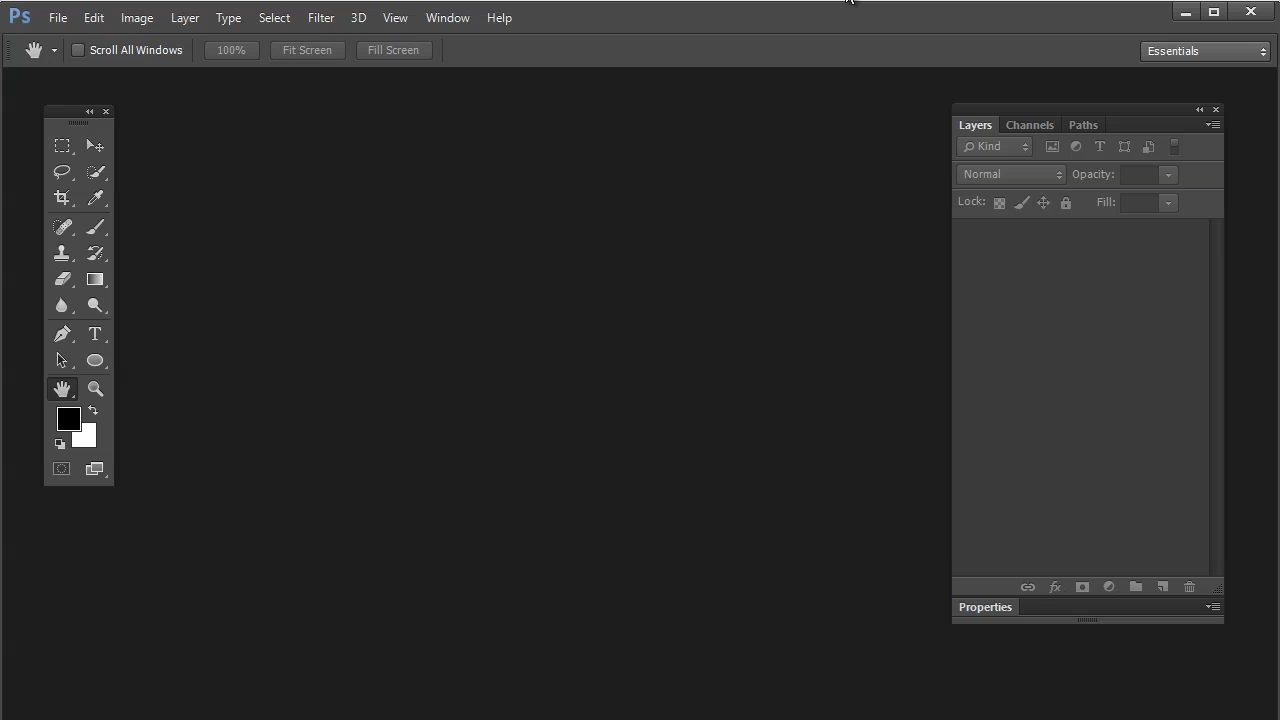 Ps File Edit Image Layer Type Select Filter 3D View Window Help
Scroll All Windows 100% Fit Screen Fill Screen Essentials
Layers Channels Paths
Kind T
Normal Opacity:
Lock: Fill:
T
fx
Properties